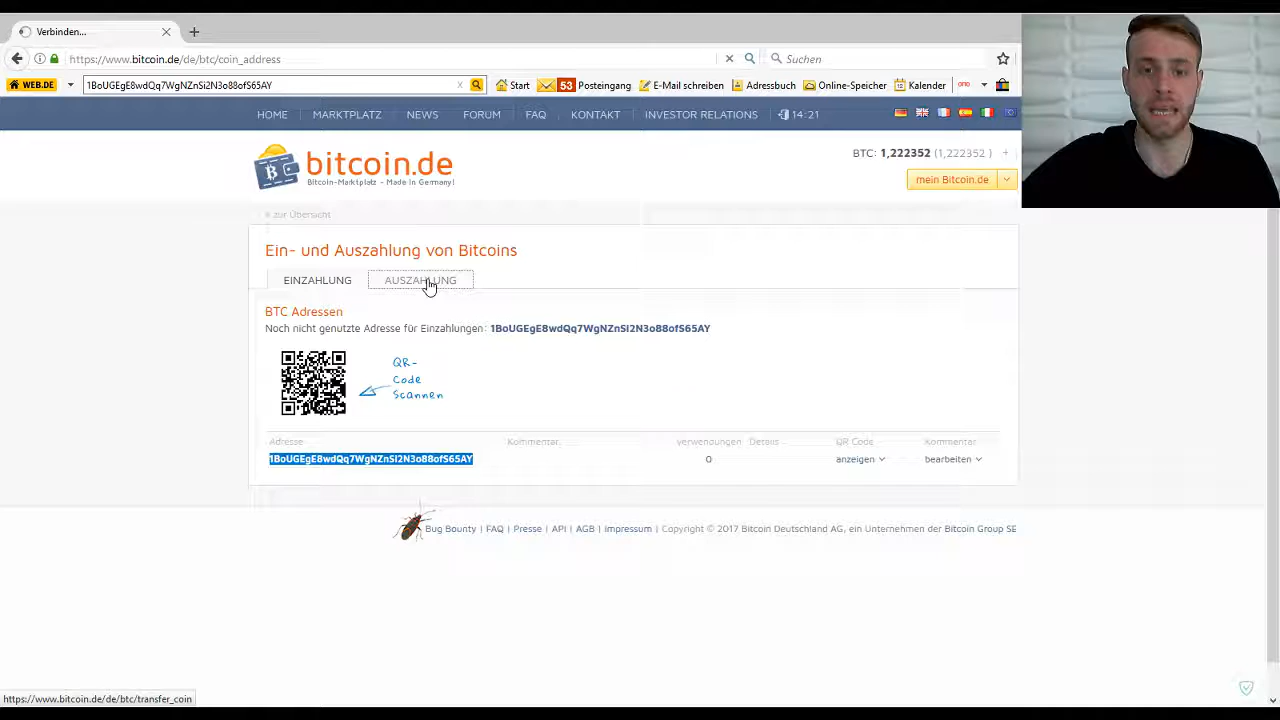 Verbinden...
https://www.bitcoin.de/de/btc/coin_address
Suchen
WEB.DE
1BoUGEgE8wdQq7WgNZnSi2N3o88ofS65AY
Start
53 Posteingang
E-Mail schreiben
Adressbuch
Online-Speicher
Kalender
HOME MARKTPLATZ NEWS FORUM FAQ KONTAKT INVESTOR RELATIONS 14:21
bitcoin.de
Bitcoin-Marktplatz - Made in Germany!
BTC: 1,222352 (1,222352 ) +
mein Bitcoin.de
« zur Übersicht
Ein- und Auszahlung von Bitcoins
EINZAHLUNG AUSZAHLUNG
BTC Adressen
Noch nicht genutzte Adresse für Einzahlungen: 1BoUGEgE8wdQq7WgNZnSi2N3o88ofS65AY
QR-
Code
Scannen
Adresse Kommentar verwendungen Details QR Code Kommentar
1BoUGEgE8wdQq7WgNZnSi2N3o88ofS65AY 0 anzeigen bearbeiten
Bug Bounty | FAQ | Presse | API | AGB | Impressum | Copyright © 2017 Bitcoin Deutschland AG, ein Unternehmen der Bitcoin Group SE
https://www.bitcoin.de/de/btc/transfer_coin